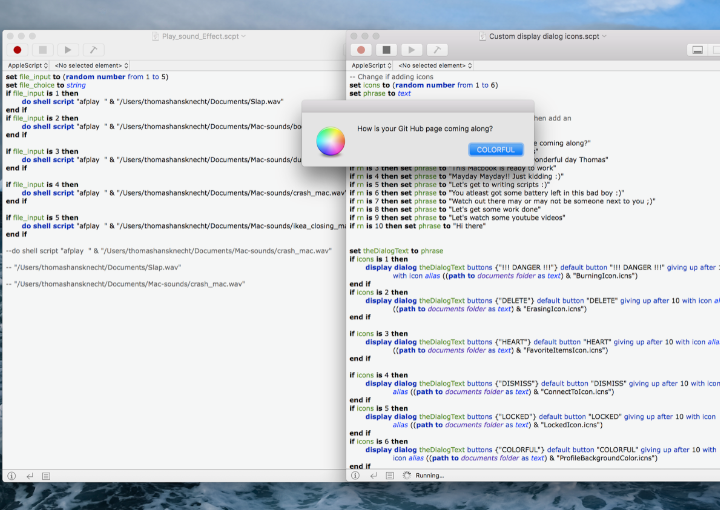 Play_sound_Effect.scpt
AppleScript <No selected element>
set file_input to (random number from 1 to 5)
set file_choice to string
if file_input is 1 then
do shell script "afplay " & "/Users/thomashansknecht/Documents/Slap.wav"
end if
if file_input is 2 then
do shell script "afplay " & "/Users/thomashansknecht/Documents/Mac-sounds/bo
end if
if file_input is 3 then
do shell script "afplay " & "/Users/thomashansknecht/Documents/Mac-sounds/du
end if
if file_input is 4 then
do shell script "afplay " & "/Users/thomashansknecht/Documents/Mac-sounds/crash_mac.wav"
end if
if file_input is 5 then
do shell script "afplay " & "/Users/thomashansknecht/Documents/Mac-sounds/ikea_closing_m
end if
--do shell script "afplay " & "/Users/thomashansknecht/Documents/Mac-sounds/crash_mac.wav"
-- "/Users/thomashansknecht/Documents/Slap.wav"
-- "/Users/thomashansknecht/Documents/Mac-sounds/crash_mac.wav"
Custom display dialog icons.scpt
AppleScript <No selected element>
-- Change if adding icons
set icons to (random number from 1 to 6)
set phrase to text
then add an
How is your Git Hub page coming along?
COLORFUL
e coming along?"
s"
onderful day Thomas"
if rn is 3 then set phrase to "This Macbook is ready to work"
if rn is 4 then set phrase to "Mayday Mayday!! Just kidding :)"
if rn is 5 then set phrase to "Let's get to writing scripts :)"
if rn is 6 then set phrase to "You atleast got some battery left in this bad boy :)"
if rn is 7 then set phrase to "Watch out there may or may not be someone next to you ;)"
if rn is 8 then set phrase to "Let's get some work done"
if rn is 9 then set phrase to "Let's watch some youtube videos"
if rn is 10 then set phrase to "Hi there"
set theDialogText to phrase
if icons is 1 then
display dialog theDialogText buttons {"!!! DANGER !!!"} default button "!!! DANGER !!!" giving up after 1
with icon alias ((path to documents folder as text) & "BurningIcon.icns")
end if
if icons is 2 then
display dialog theDialogText buttons {"DELETE"} default button "DELETE" giving up after 10 with icon al
((path to documents folder as text) & "ErasingIcon.icns")
end if
if icons is 3 then
display dialog theDialogText buttons {"HEART"} default button "HEART" giving up after 10 with icon alia
((path to documents folder as text) & "FavoriteItemsIcon.icns")
end if
if icons is 4 then
display dialog theDialogText buttons {"DISMISS"} default button "DISMISS" giving up after 10 with icon
alias ((path to documents folder as text) & "ConnectToIcon.icns")
end if
if icons is 5 then
display dialog theDialogText buttons {"LOCKED"} default button "LOCKED" giving up after 10 with icon
alias ((path to documents folder as text) & "LockedIcon.icns")
end if
if icons is 6 then
display dialog theDialogText buttons {"COLORFUL"} default button "COLORFUL" giving up after 10 with
icon alias ((path to documents folder as text) & "ProfileBackgroundColor.icns")
end if
Running...